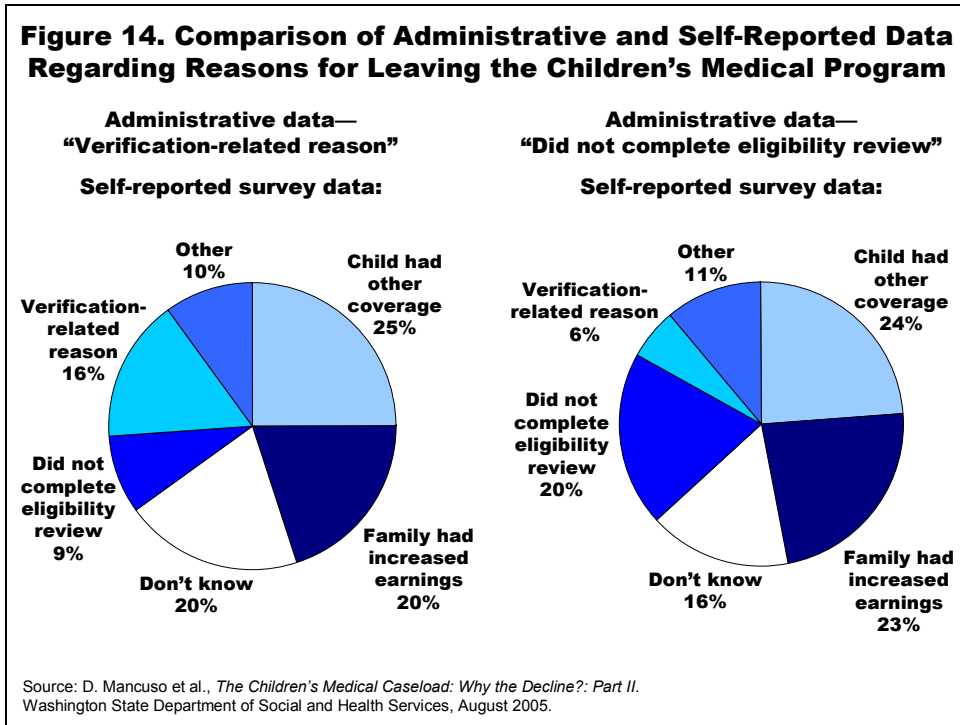 Figure 14. Comparison of Administrative and Self-Reported Data
Regarding Reasons for Leaving the Children’s Medical Program
Administrative data—
“Verification-related reason”
Self-reported survey data:
Other
10%
Child had
other
coverage
25%
Verification-
related
reason
16%
Did not
complete
eligibility
review
9%
Don’t know
20%
Family had
increased
earnings
20%
Administrative data—
“Did not complete eligibility review”
Self-reported survey data:
Other
11%
Child had
other
coverage
24%
Verification-
related reason
6%
Did not
complete
eligibility
review
20%
Don’t know
16%
Family had
increased
earnings
23%
Source: D. Mancuso et al., The Children’s Medical Caseload: Why the Decline?: Part II.
Washington State Department of Social and Health Services, August 2005.